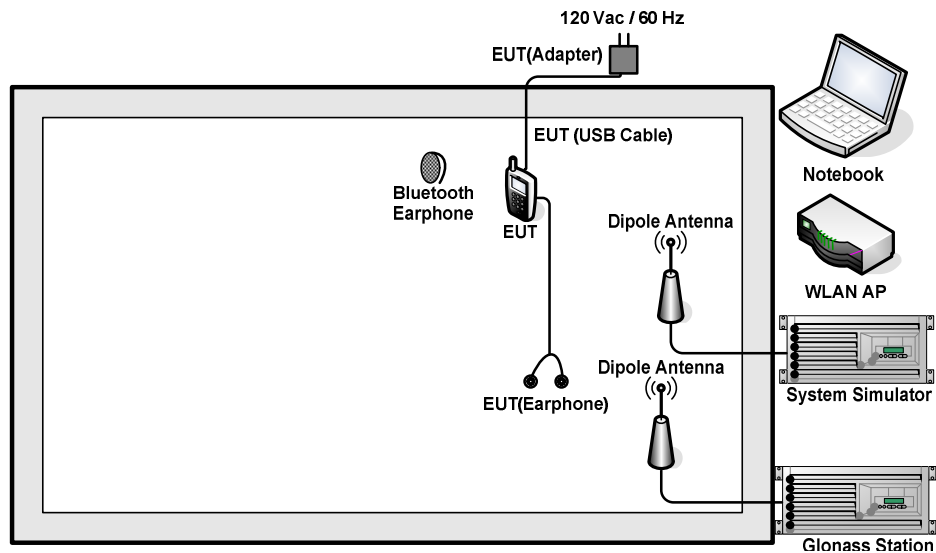 120 Vac / 60 Hz
EUT(Adapter)
EUT (USB Cable)
Notebook
Bluetooth
Earphone
EUT
Dipole Antenna
WLAN AP
Dipole Antenna
System Simulator
EUT(Earphone)
Glonass Station